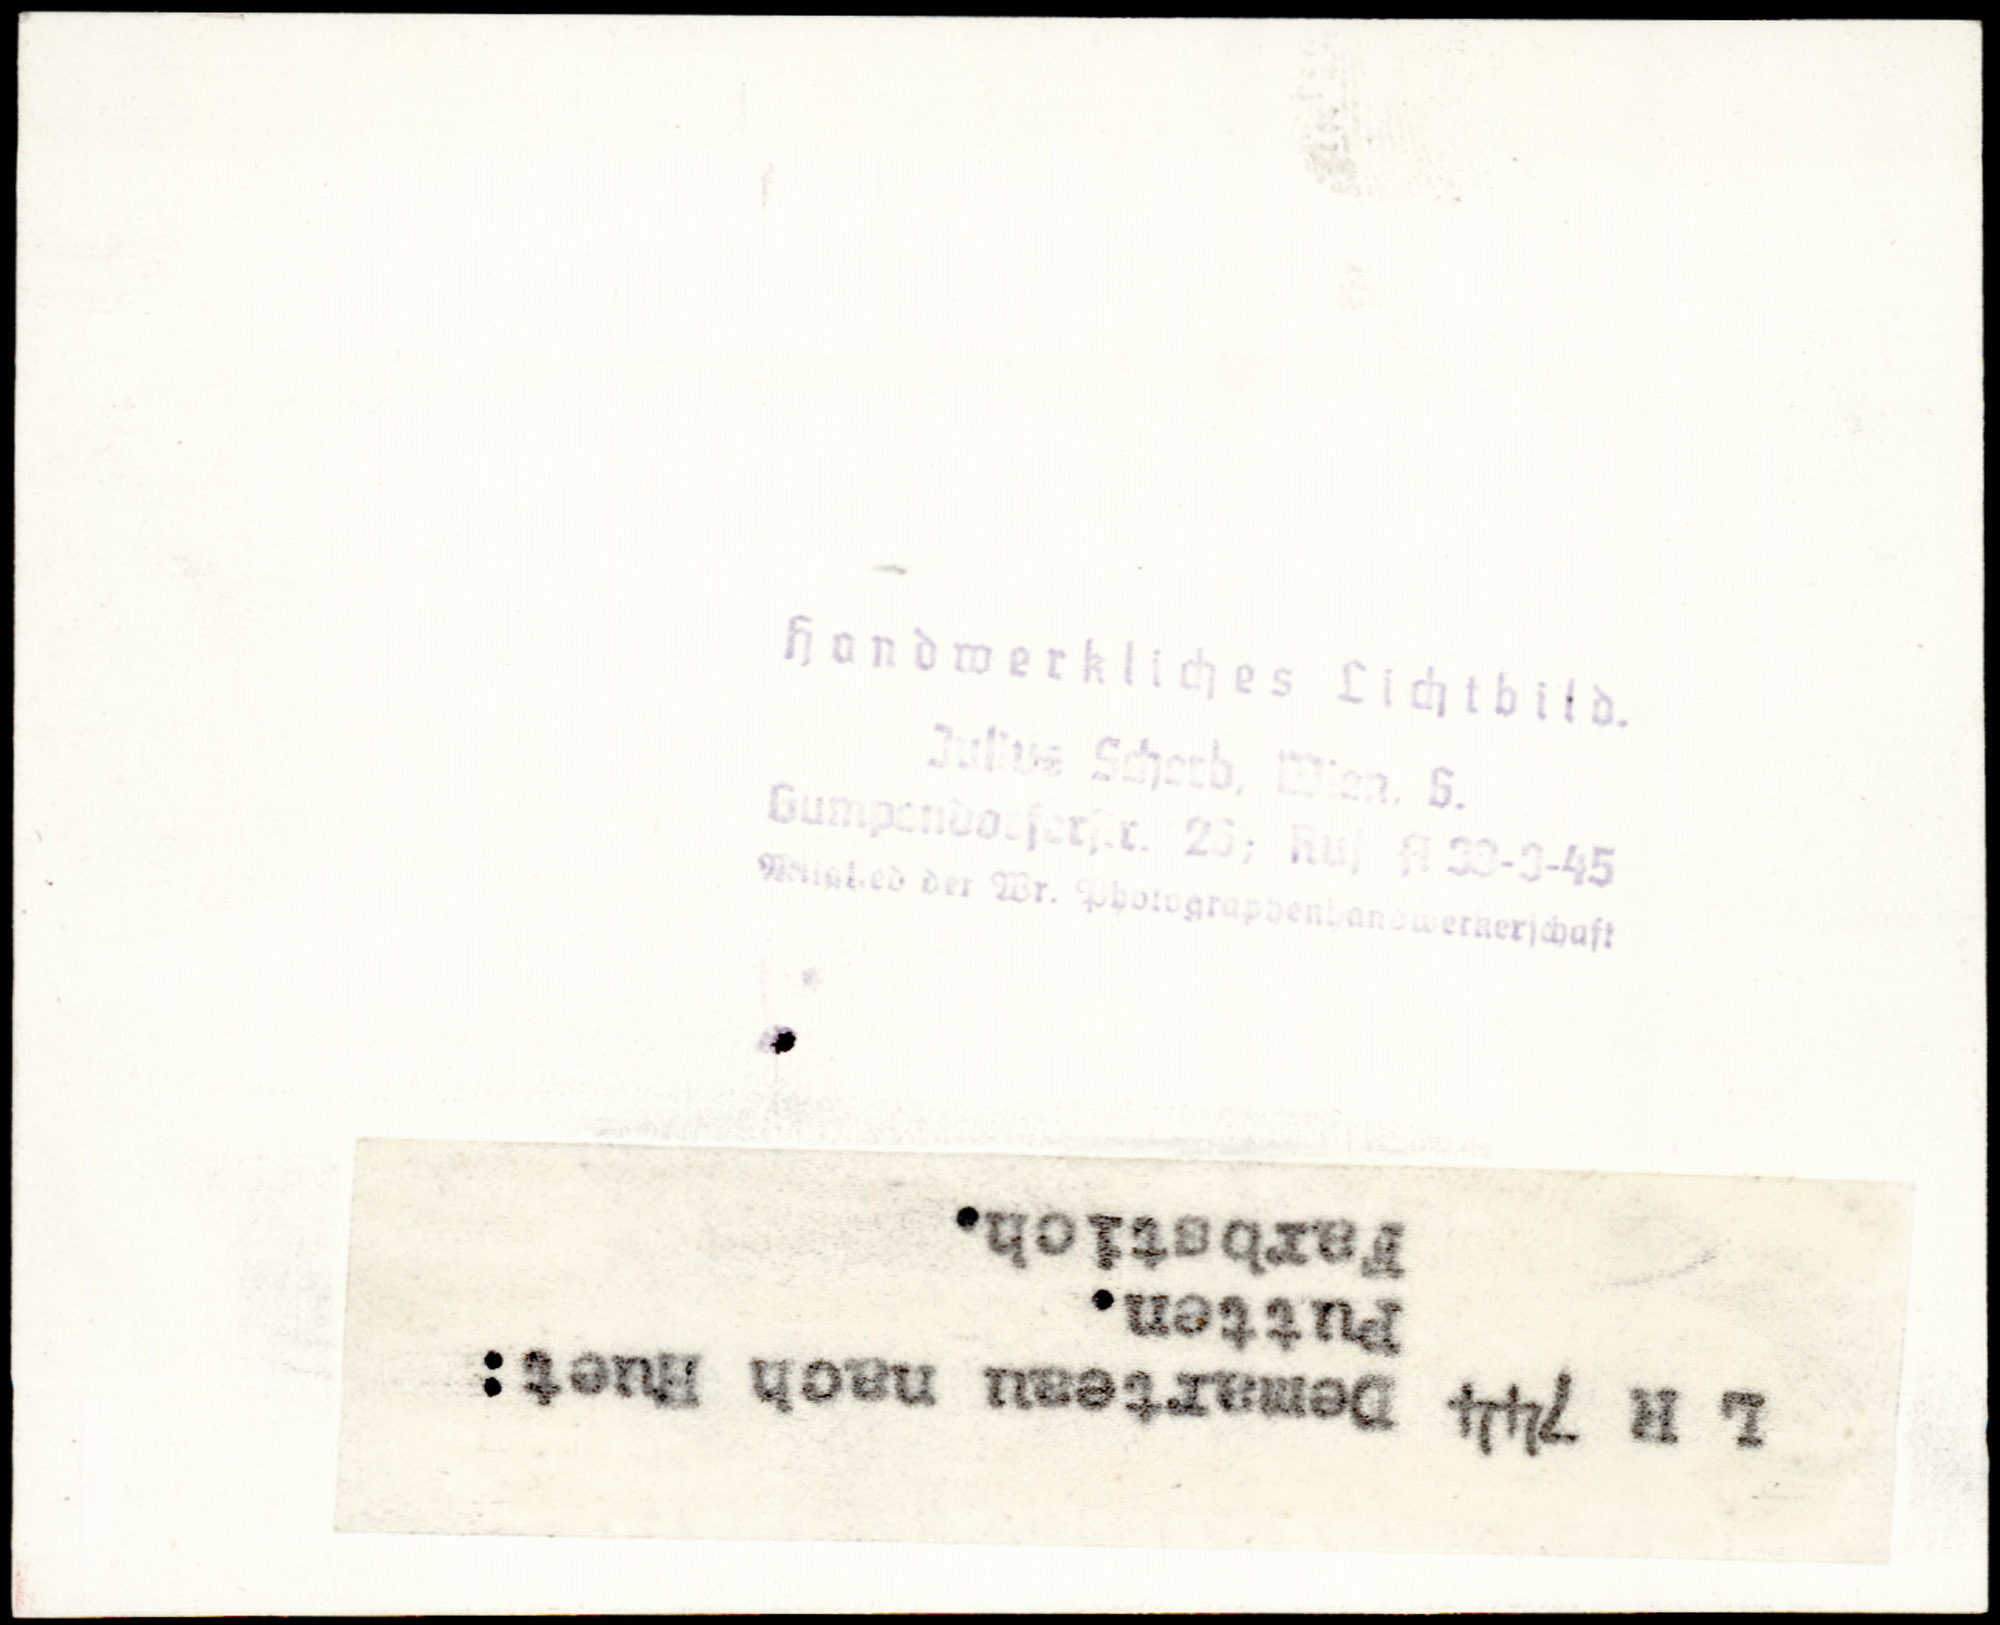 Handwerkliches Lichtbild.
Julius Scherb, Wien, 6.
Gumpendorferstr. 26; Ruf A 39-3-45
Mitglied der Wr. Photographenhandwerkerschaft
L R 744 Demarteau nach Huet:
Putten.
Farbstich.